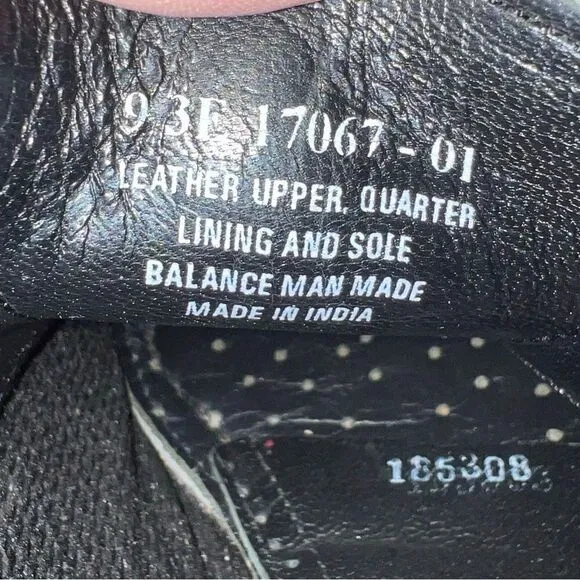 9 3E 17067-01
LEATHER UPPER, QUARTER
LINING AND SOLE
BALANCE MAN MADE
MADE IN INDIA
185308